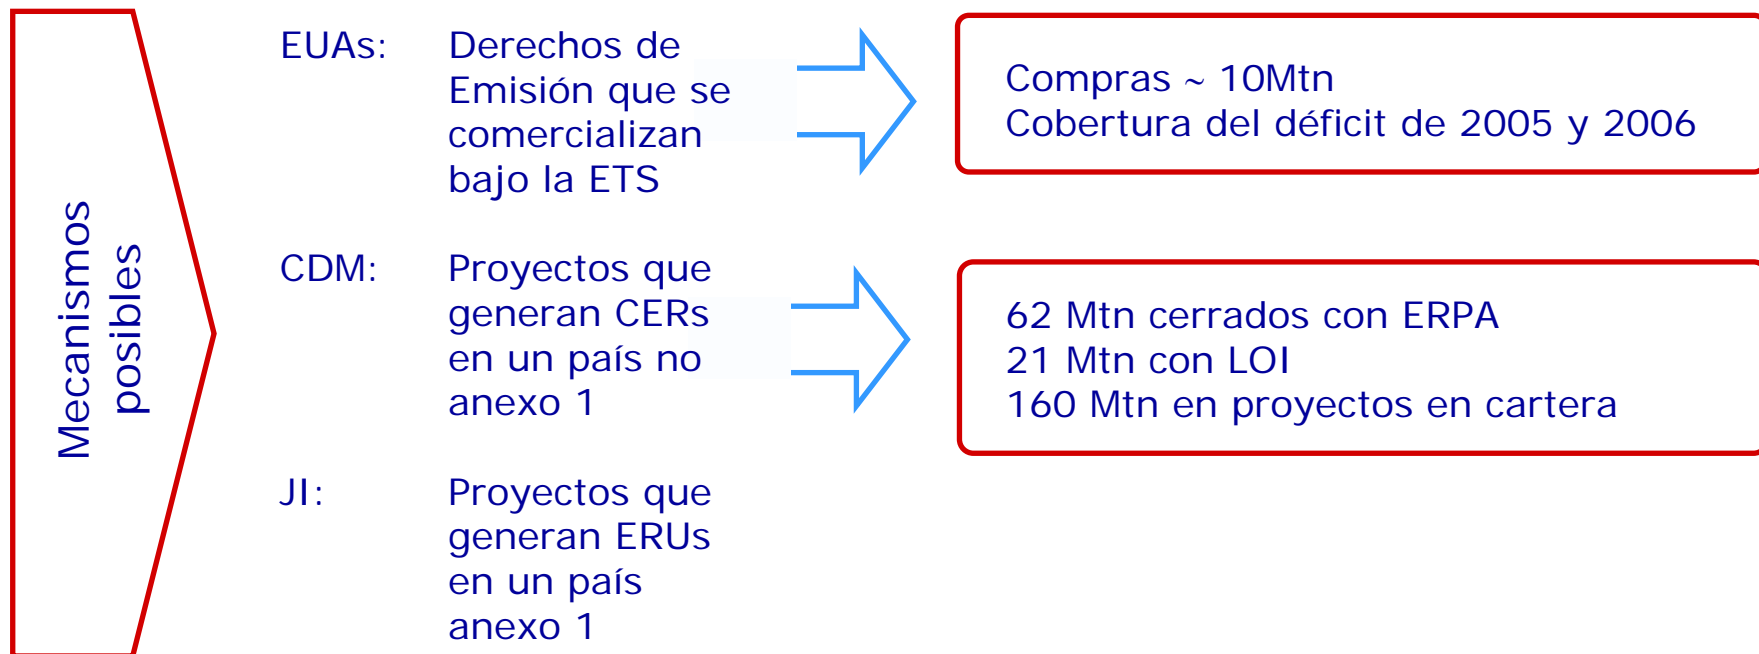 Mecanismos
posibles
EUAs:
Derechos de
Emisión que se
comercializan
bajo la ETS
Compras ~ 10Mtn
Cobertura del déficit de 2005 y 2006
CDM:
Proyectos que
generan CERs
en un país no
anexo 1
62 Mtn cerrados con ERPA
21 Mtn con LOI
160 Mtn en proyectos en cartera
JI:
Proyectos que
generan ERUs
en un país
anexo 1